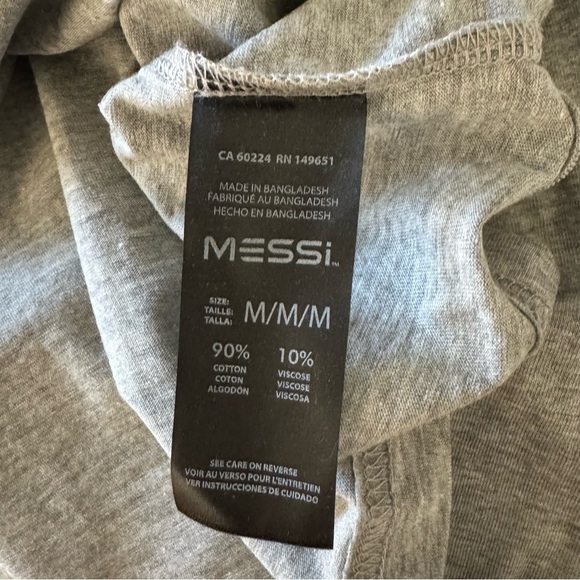 CA 60224 RN 149651
MADE IN BANGLADESH
FABRIQUÉ AU BANGLADESH
HECHO EN BANGLADESH
MESSi™
SIZE:
TAILLE:
TALLA:
M/M/M
90%
COTTON
COTON
ALGODÓN
10%
VISCOSE
VISCOSE
VISCOSA
SEE CARE ON REVERSE
VOIR AU VERSO POUR L'ENTRETIEN
VER INSTRUCCIONES DE CUIDADO